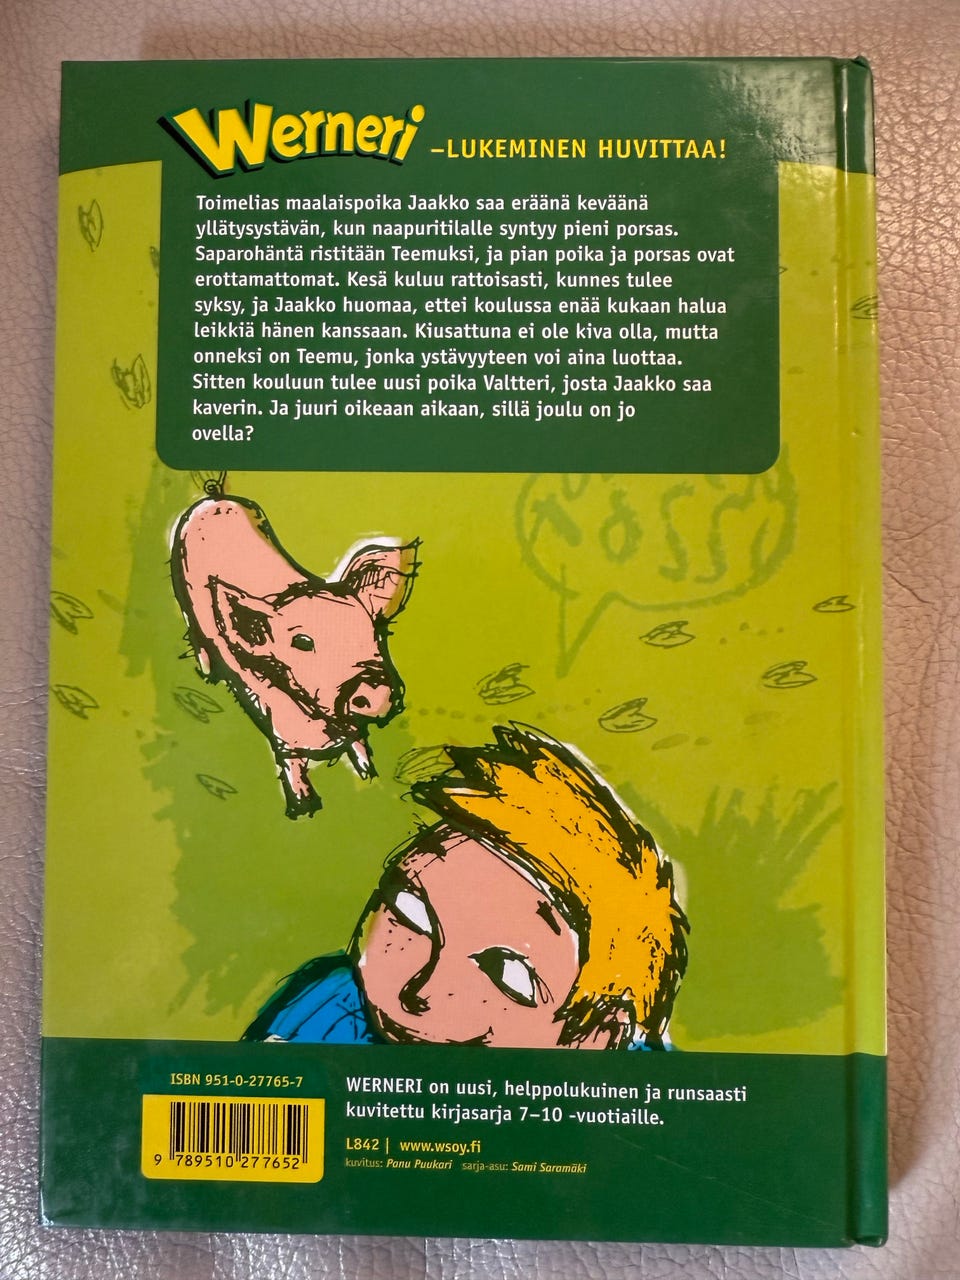 Werneri –LUKEMINEN HUVITTAA!
Toimelias maalaispoika Jaakko saa eräänä keväänä
yllätysystävän, kun naapuritilalle syntyy pieni porsas.
Saparohäntä ristitään Teemuksi, ja pian poika ja porsas ovat
erottamattomat. Kesä kuluu rattoisasti, kunnes tulee
syksy, ja Jaakko huomaa, ettei koulussa enää kukaan halua
leikkiä hänen kanssaan. Kiusattuna ei ole kiva olla, mutta
onneksi on Teemu, jonka ystävyyteen voi aina luottaa.
Sitten kouluun tulee uusi poika Valtteri, josta Jaakko saa
kaverin. Ja juuri oikeaan aikaan, sillä joulu on jo
ovella?
ISBN 951-0-27765-7
9 789510 277652
WERNERI on uusi, helppolukuinen ja runsaasti
kuvitettu kirjasarja 7–10 -vuotiaille.
L842 | www.wsoy.fi
kuvitus: Panu Puukari sarja-asu: Sami Saramäki